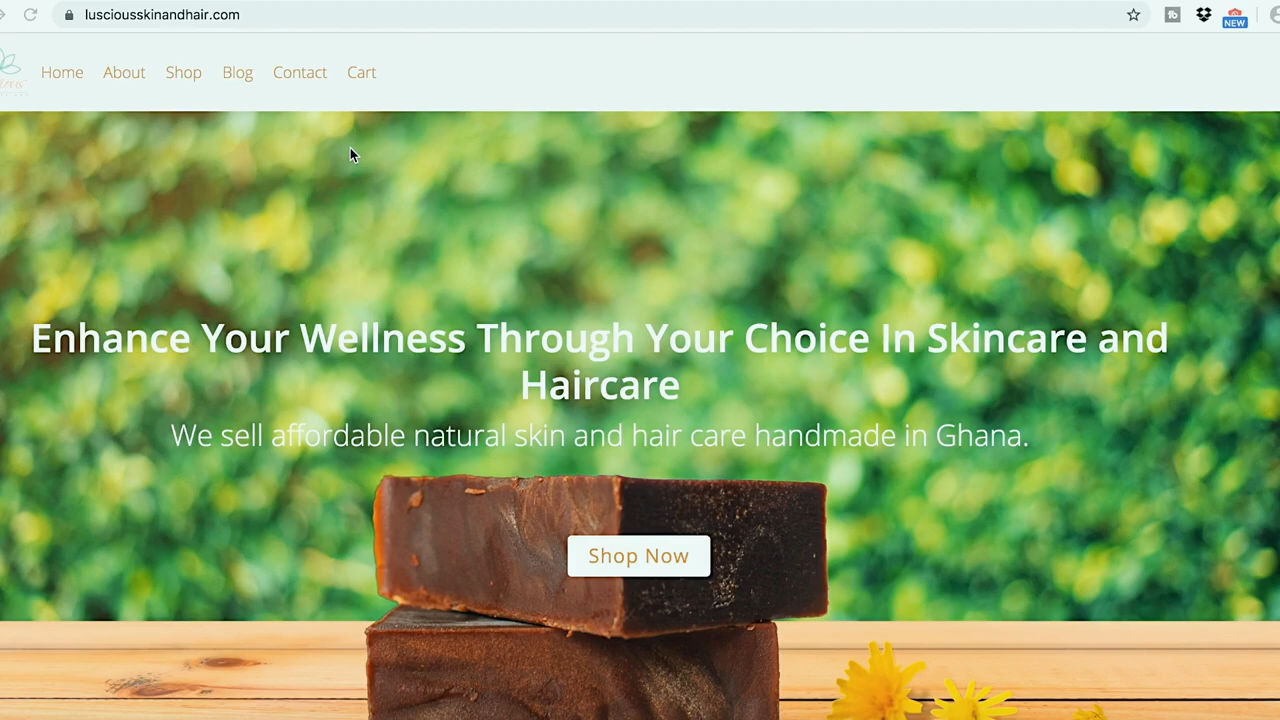 lusciousskinandhair.com
NEW
Home About Shop Blog Contact Cart
Enhance Your Wellness Through Your Choice In Skincare and
Haircare
We sell affordable natural skin and hair care handmade in Ghana.
Shop Now